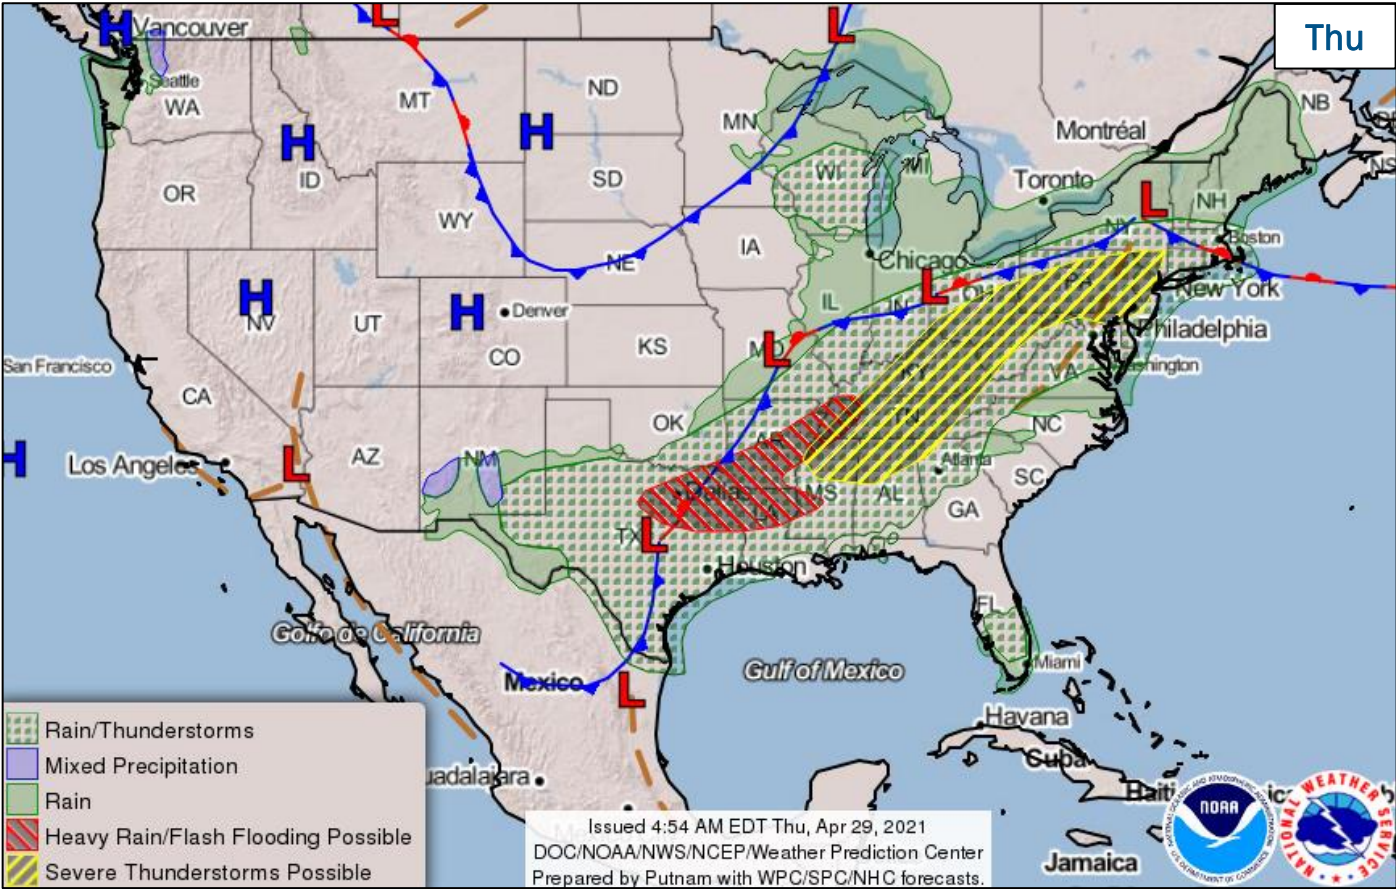 Thu
Vancouver
Seattle
WA
MT
ND
MN
Montréal
NB
NS
OR
ID
SD
WI
MI
Toronto
NH
WY
NY
Boston
IA
Chicago
NE
NV
UT
Denver
IL
IN
OH
PA
New York
CO
KS
MO
Philadelphia
San Francisco
KY
VA
CA
OK
TN
NC
Los Angeles
AZ
NM
AR
Atlanta
SC
Dallas
MS
AL
GA
LA
TX
Houston
FL
Golfo de California
Miami
Gulf of Mexico
Mexico
Havana
Cuba
Haiti
Jamaica
H
H
H
H
H
H
L
L
L
L
L
L
L
L
Rain/Thunderstorms
Mixed Precipitation
Rain
Heavy Rain/Flash Flooding Possible
Severe Thunderstorms Possible
Issued 4:54 AM EDT Thu, Apr 29, 2021
DOC/NOAA/NWS/NCEP/Weather Prediction Center
Prepared by Putnam with WPC/SPC/NHC forecasts.
NOAA
NATIONAL WEATHER SERVICE